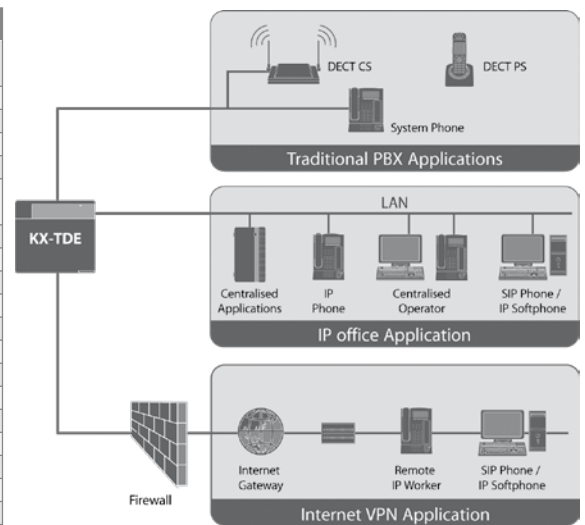 DECT CS
DECT PS
System Phone
Traditional PBX Applications
KX-TDE
LAN
Centralised
Applications
IP
Phone
Centralised
Operator
SIP Phone /
IP Softphone
IP office Application
Firewall
Internet
Gateway
Remote
IP Worker
SIP Phone /
IP Softphone
Internet VPN Application